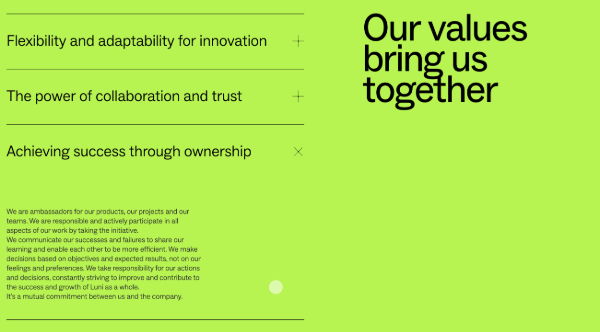 Flexibility and adaptability for innovation
The power of collaboration and trust
Achieving success through ownership
We are ambassadors for our products, our projects and our
teams. We are responsible and actively participate in all
aspects of our work by taking the initiative.
We communicate our successes and failures to share our
learning and enable each other to be more efficient. We make
decisions based on objectives and expected results, not on our
feelings and preferences. We take responsibility for our actions
and decisions, constantly striving to improve and contribute to
the success and growth of Luni as a whole.
It's a mutual commitment between us and the company.
Our values
bring us
together